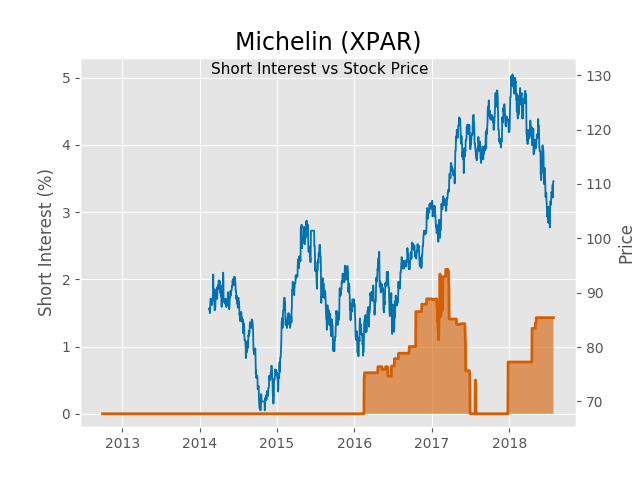 Michelin (XPAR)
Short Interest vs Stock Price
Short Interest (%)
Price
5
4
3
2
1
0
130
120
110
100
90
80
70
2013 2014 2015 2016 2017 2018